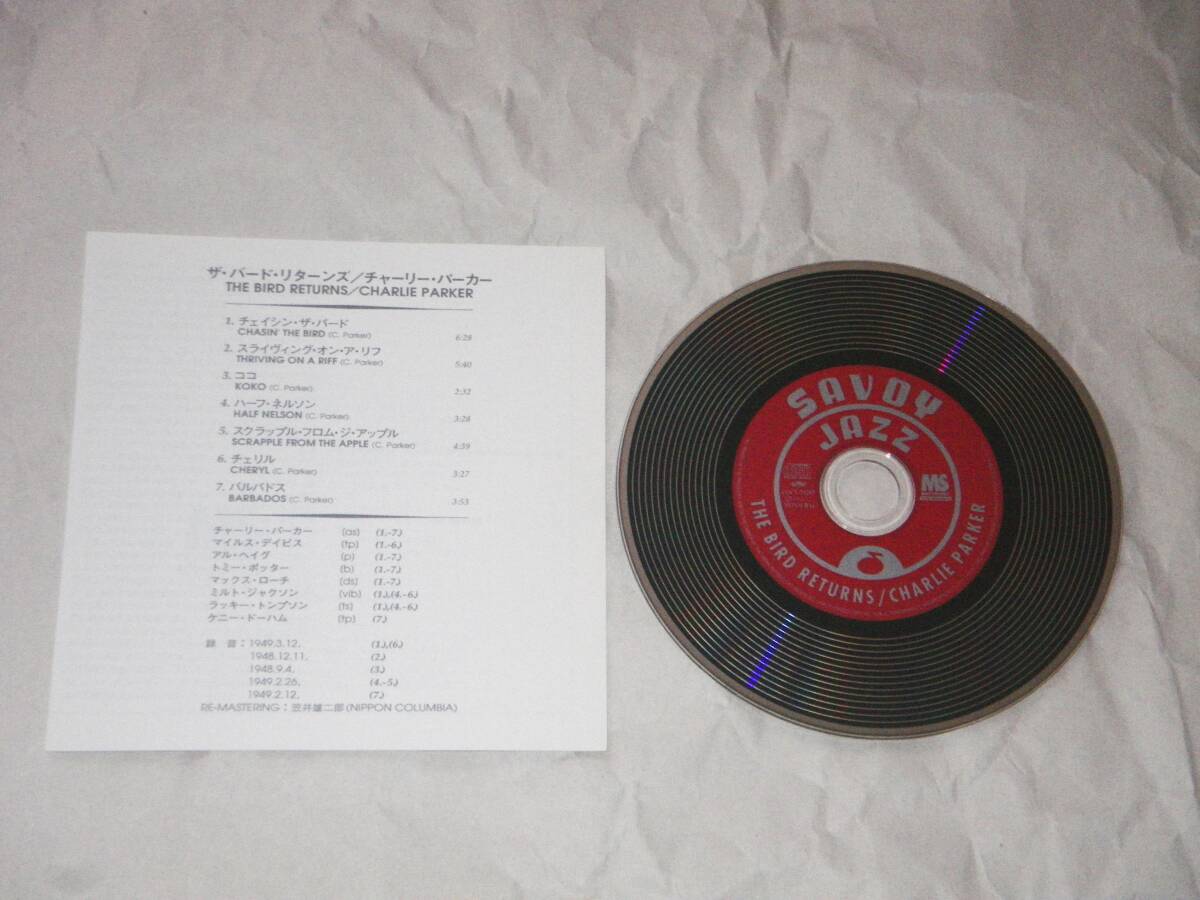 ザ・バード・リターンズ／チャーリー・パーカー
THE BIRD RETURNS／CHARLIE PARKER
1. チェイシン・ザ・バード
CHASIN' THE BIRD (C. Parker) 6:28
2. スライヴィング・オン・ア・リフ
THRIVING ON A RIFF (C. Parker) 5:40
3. ココ
KOKO (C. Parker) 2:32
4. ハーフ・ネルソン
HALF NELSON (C. Parker) 3:28
5. スクラップル・フロム・ジ・アップル
SCRAPPLE FROM THE APPLE (C. Parker) 4:39
6. チェリル
CHERYL (C. Parker) 3:27
7. バルバドス
BARBADOS (C. Parker) 3:53
チャーリー・パーカー (as) (1.-7.)
マイルス・デイビス (tp) (1.-6.)
アル・ヘイグ (p) (1.-7.)
トミー・ポッター (b) (1.-7.)
マックス・ローチ (ds) (1.-7.)
ミルト・ジャクソン (vib) (1.),(4.-6.)
ラッキー・トンプソン (ts) (1.),(4.-6.)
ケニー・ドーハム (tp) (7.)
録 音：1949.3.12. (1.),(6.)
1948.12.11. (2.)
1948.9.4. (3.)
1949.2.26. (4.-5.)
1949.2.12. (7.)
RE-MASTERING：笠井雄二郎 (NIPPON COLUMBIA)
SAVOY
JAZZ
MS
THE BIRD RETURNS/CHARLIE PARKER